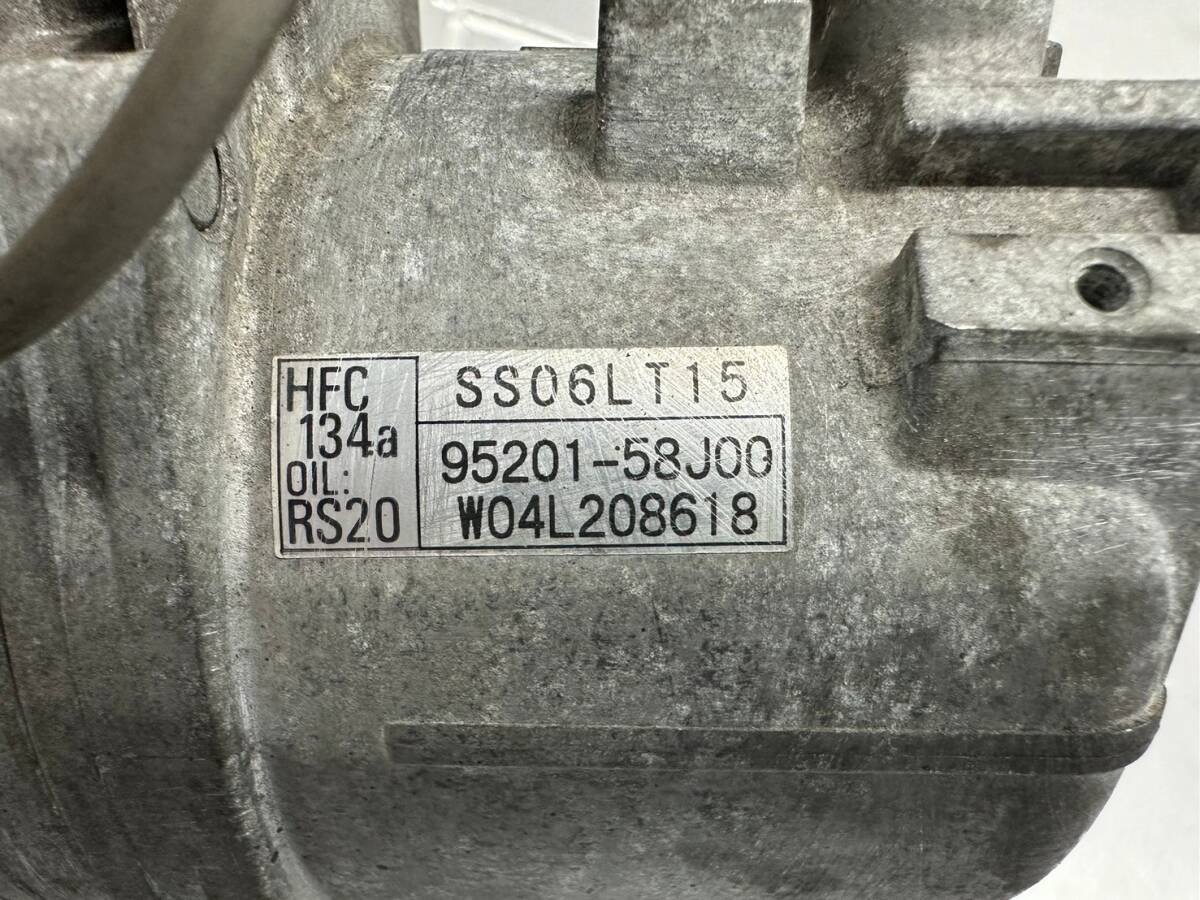 HFC
134a
OIL:
RS20
SS06LT15
95201-58J00
W04L208618